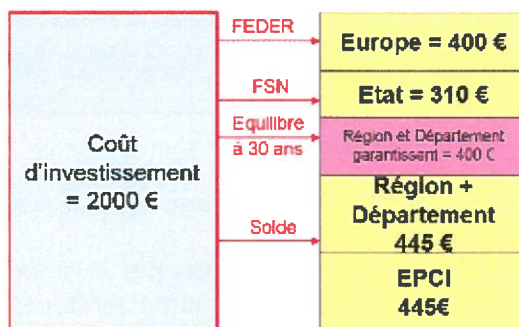 FEDER
Europe = 400 €
FSN
Etat = 310 €
Equilibre
à 30 ans
Région et Département
garantissent = 400 €
Coût
d'investissement
= 2000 €
Région +
Département
445 €
Solde
EPCI
445€